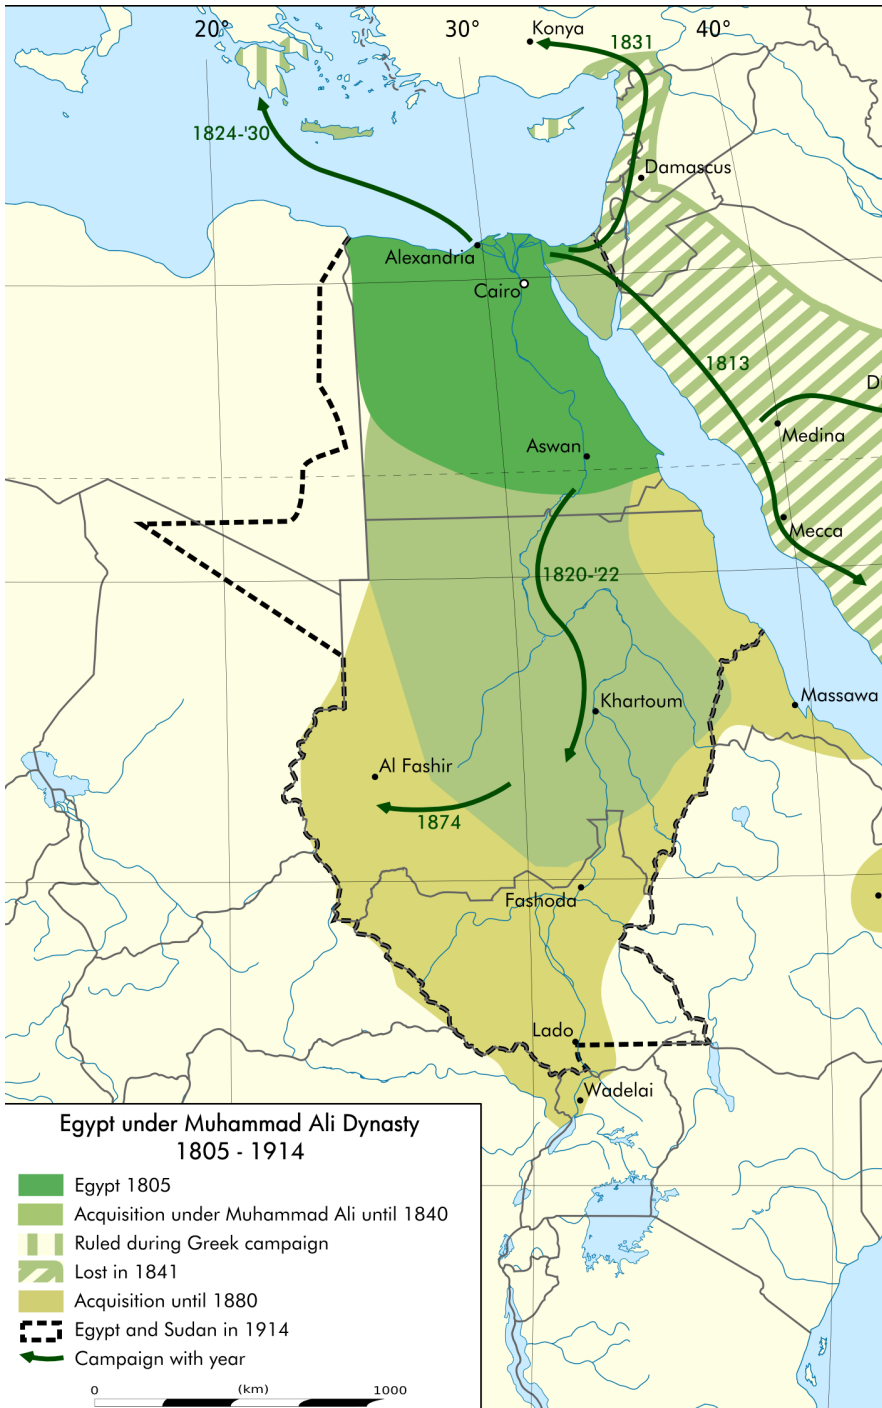 20°
30°
40°
Konya
1831
1824-'30
Damascus
Alexandria
Cairo
1813
Medina
Aswan
Mecca
1820-'22
Khartoum
Massawa
Al Fashir
1874
Fashoda
Lado
Wadelai
Egypt under Muhammad Ali Dynasty
1805 - 1914
Egypt 1805
Acquisition under Muhammad Ali until 1840
Ruled during Greek campaign
Lost in 1841
Acquisition until 1880
Egypt and Sudan in 1914
Campaign with year
0 (km) 1000